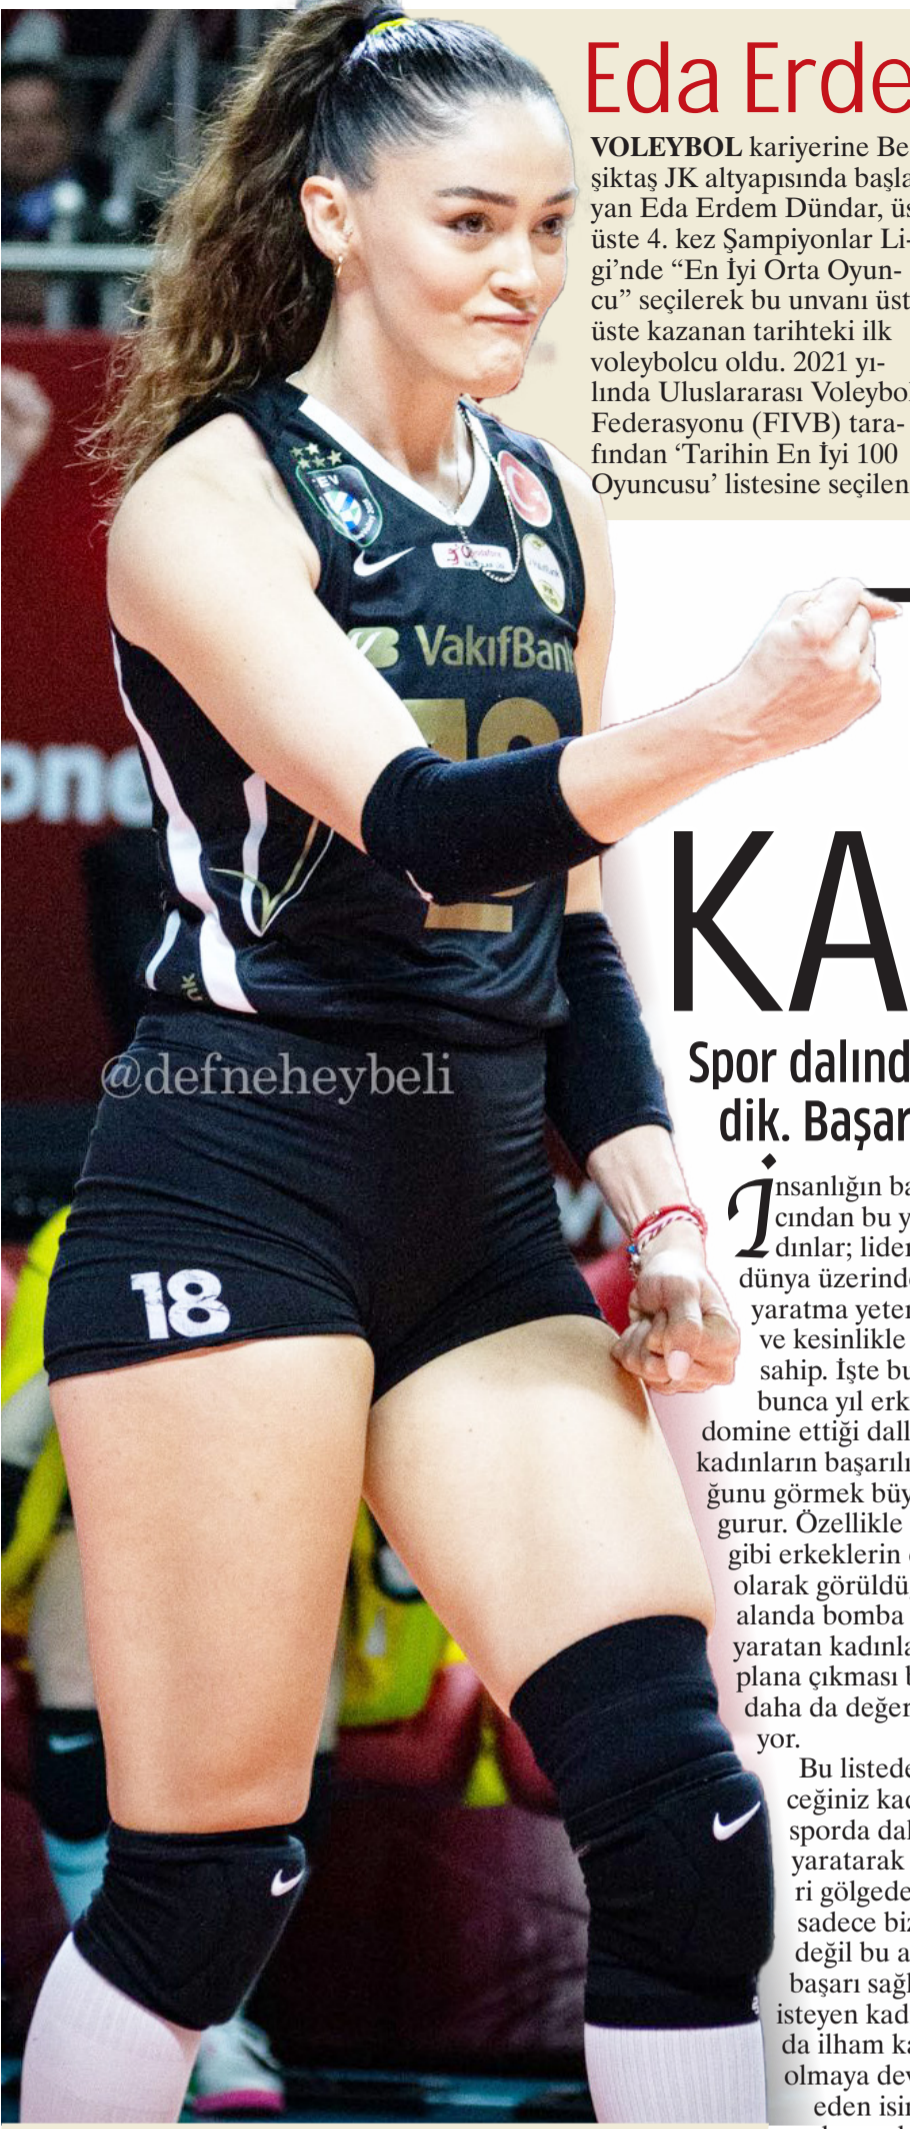 Eda Erde
VOLEYBOL kariyerine Be
şiktaş JK altyapısında başla
yan Eda Erdem Dündar, üs
üste 4. kez Şampiyonlar Li-
gi’nde “En İyi Orta Oyun-
cu” seçilerek bu unvanı üst
üste kazanan tarihteki ilk
voleybolcu oldu. 2021 yı-
lında Uluslararası Voleybol
Federasyonu (FIVB) tara-
fından ‘Tarihin En İyi 100
Oyuncusu’ listesine seçilen
VakıfBank
18
one
@defneheybeli
KA
Spor dalınd
dik. Başar
İnsanlığın ba
cından bu y
dınlar; lider
dünya üzerinde
yaratma yeter
ve kesinlikle
sahip. İşte bu
bunca yıl erk
domine ettiği dall
kadınların başarılı
ğunu görmek büy
gurur. Özellikle
gibi erkeklerin
olarak görüldü
alanda bomba
yaratan kadınla
plana çıkması b
daha da değer
yor.
Bu listede
ceğiniz kad
sporda dal
yaratarak
ri gölgede
sadece biz
değil bu a
başarı sağl
isteyen kad
da ilham ka
olmaya dev
eden isin